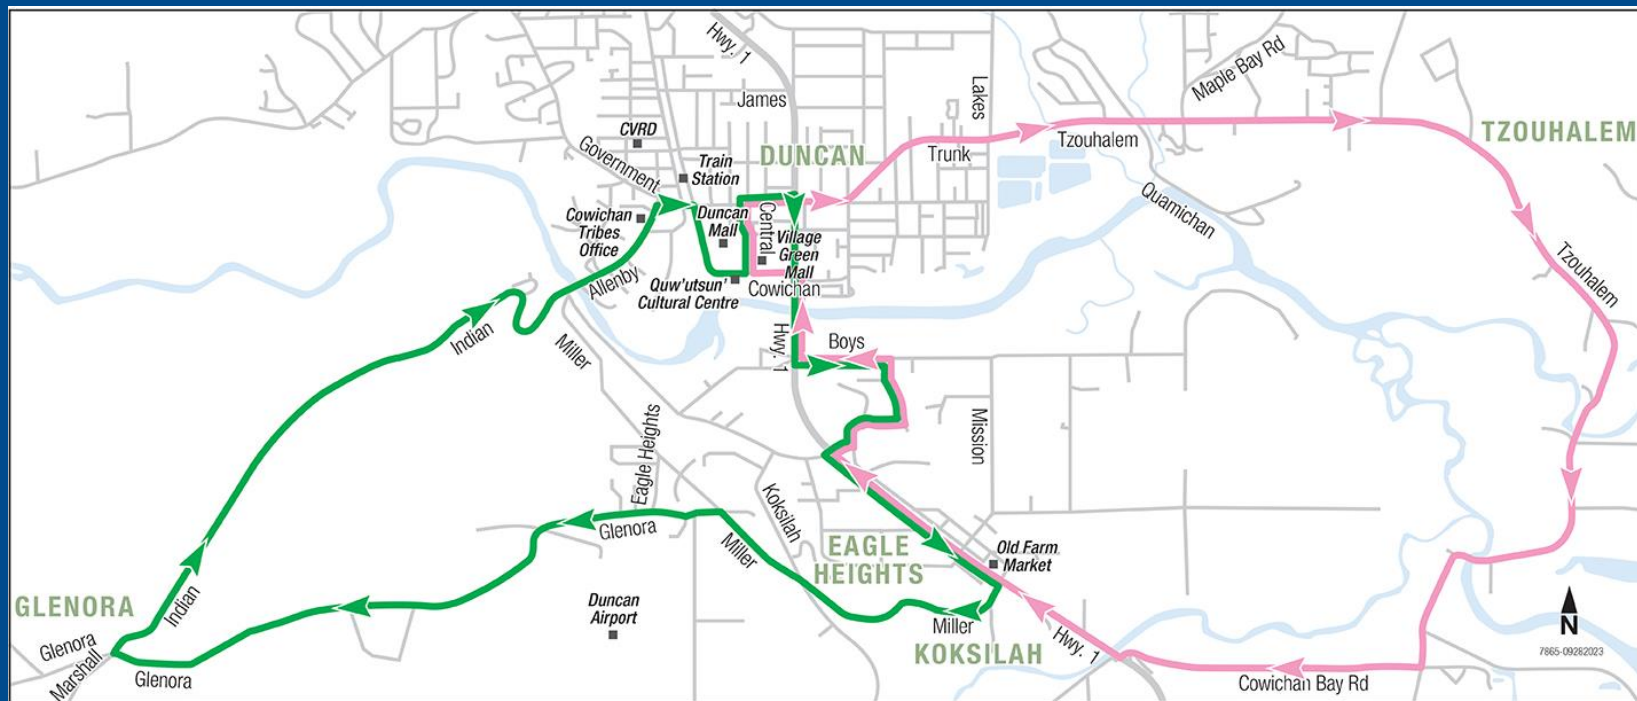 Hwy. 1
Maple Bay Rd
James
Lakes
CVRD
TZOUHALEM
Government
Train
Station
DUNCAN
Trunk
Tzouhalem
Cowichan
Tribes
Office
Duncan
Mall
Central
Village
Green
Mall
Quamichan
Allenby
Quw'utsun'
Cultural Centre
Cowichan
Tzouhalem
Indian
Miller
Hwy. 1
Boys
Eagle Heights
Mission
Koksilah
Glenora
Miller
EAGLE
HEIGHTS
Old Farm
Market
GLENORA
Indian
Duncan
Airport
Miller
KOKSILAH
Hwy. 1
N
7865-09282023
Glenora
Marshall
Glenora
Cowichan Bay Rd